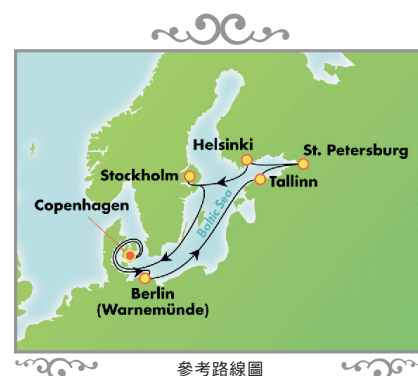 Helsinki
St. Petersburg
Stockholm
Tallinn
Copenhagen
Baltic Sea
Berlin
(Warnemünde)
參考路線圖